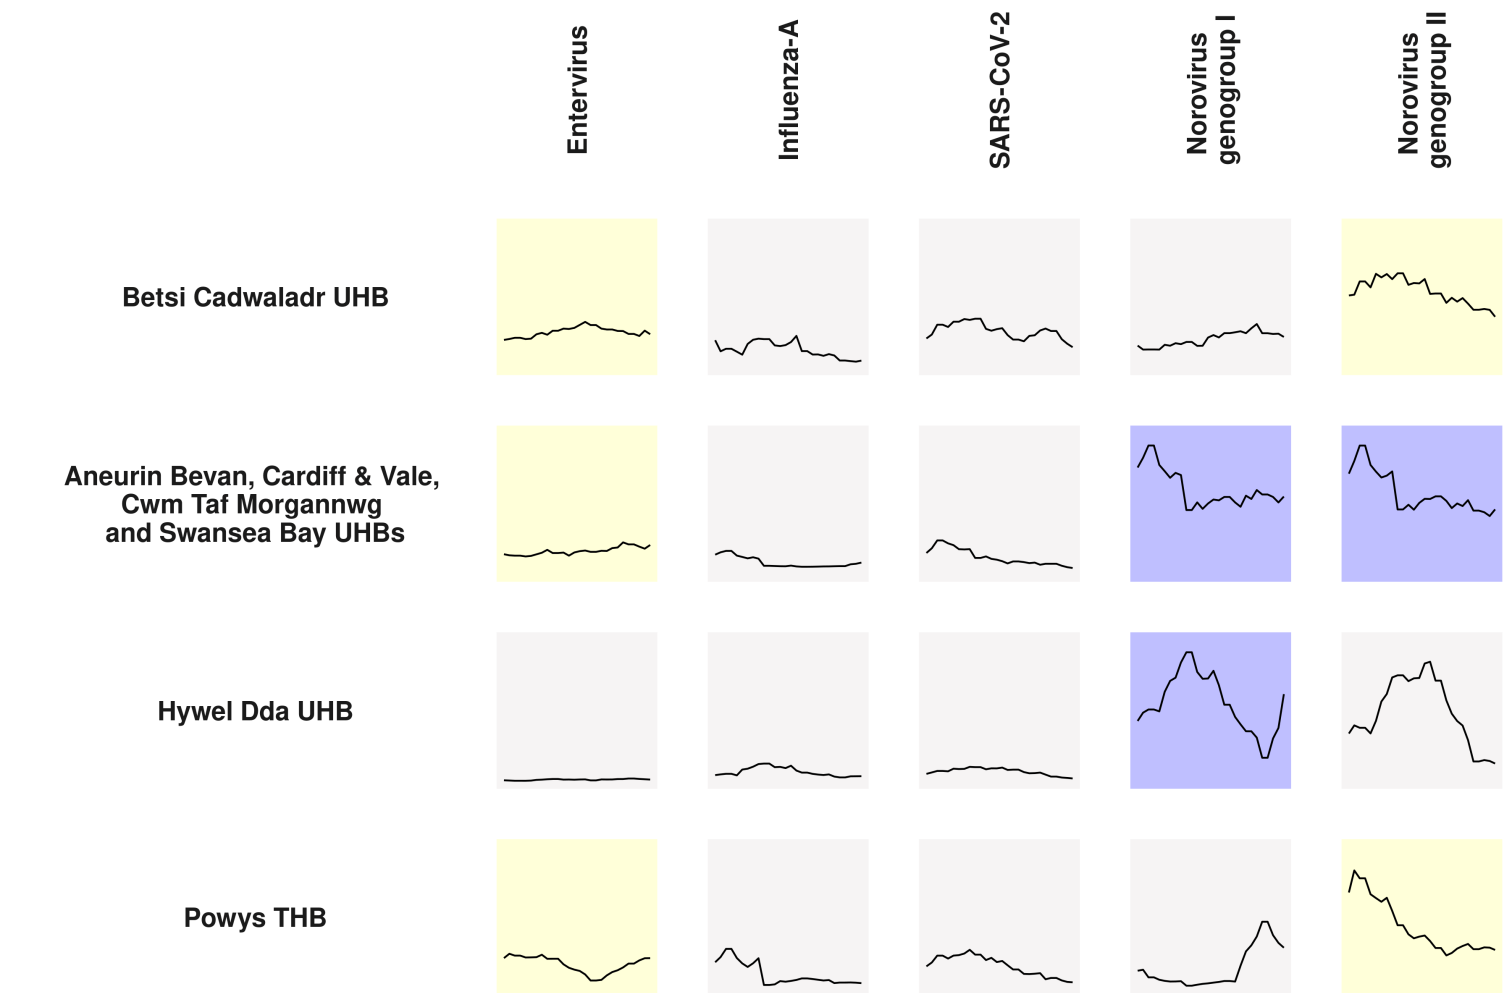 Entervirus
Influenza-A
SARS-CoV-2
Norovirus
genogroup I
Norovirus
genogroup II
Betsi Cadwaladr UHB
Aneurin Bevan, Cardiff & Vale,
Cwm Taf Morgannwg
and Swansea Bay UHBs
Hywel Dda UHB
Powys THB